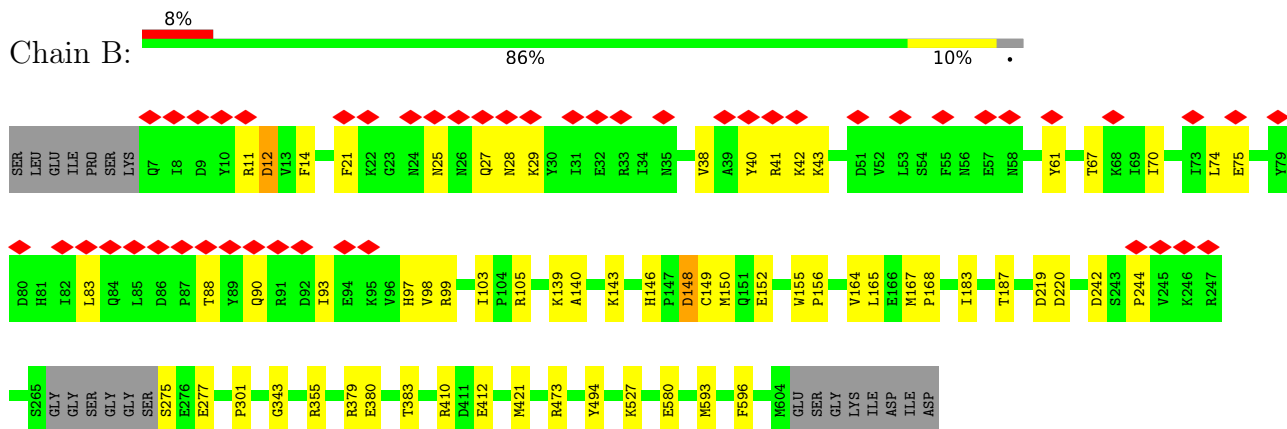 8%
Chain B:
86% 10% •
SER LEU GLU ILE PRO SER LYS Q7 I8 D9 Y10 R11 D12 V13 F14 F21 K22 G23 N24 N25 N26 Q27 N28 K29 Y30 I31 E32 R33 I34 N35 V38 A39 Y40 R41 K42 K43 D51 V52 L53 S54 F55 N56 E57 N58 Y61 T67 K68 I69 I70 I73 L74 E75 Y79
D80 H81 I82 L83 Q84 L85 D86 P87 T88 Y89 Q90 R91 D92 I93 E94 K95 V96 H97 V98 R99 I103 P104 R105 K139 A140 K143 H146 P147 D148 C149 M150 Q151 E152 W155 P156 V164 L165 E166 M167 P168 I183 T187 D219 D220 D242 S243 P244 V245 K246 R247
S265 GLY GLY SER GLY GLY SER S275 E276 E277 P301 G343 R355 R379 E380 T383 R410 D411 E412 M421 R473 Y494 K527 E580 M593 F596 M604 GLU SER GLY LYS ILE ASP ILE ASP